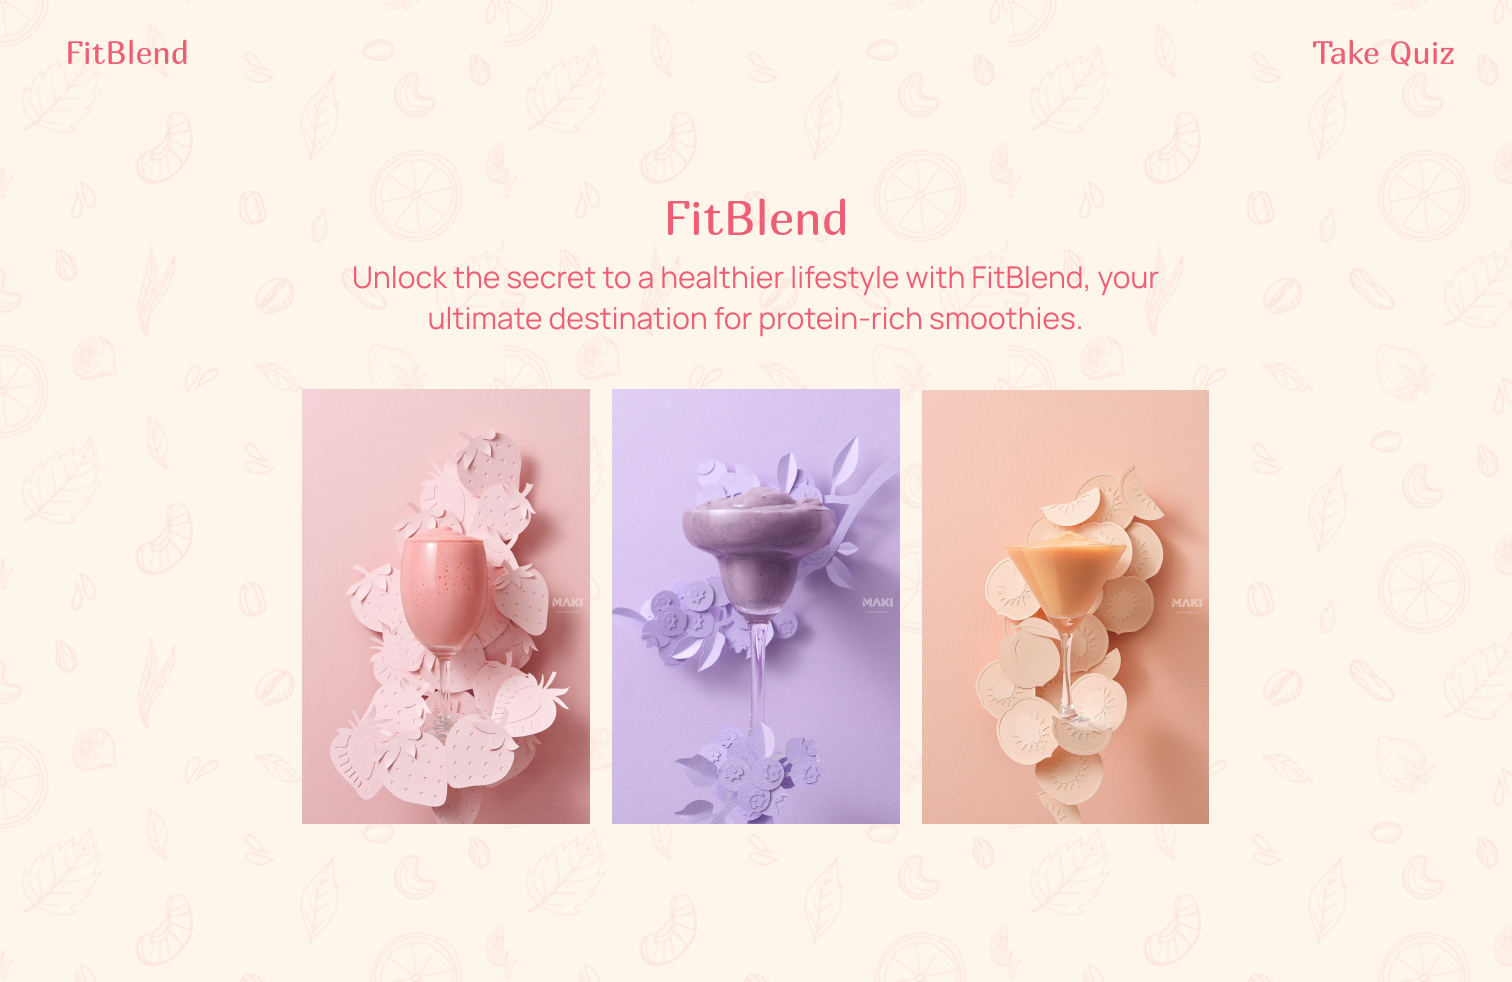 FitBlend
Take Quiz
FitBlend
Unlock the secret to a healthier lifestyle with FitBlend, your
ultimate destination for protein-rich smoothies.
MAKI
MAKI
MAKI